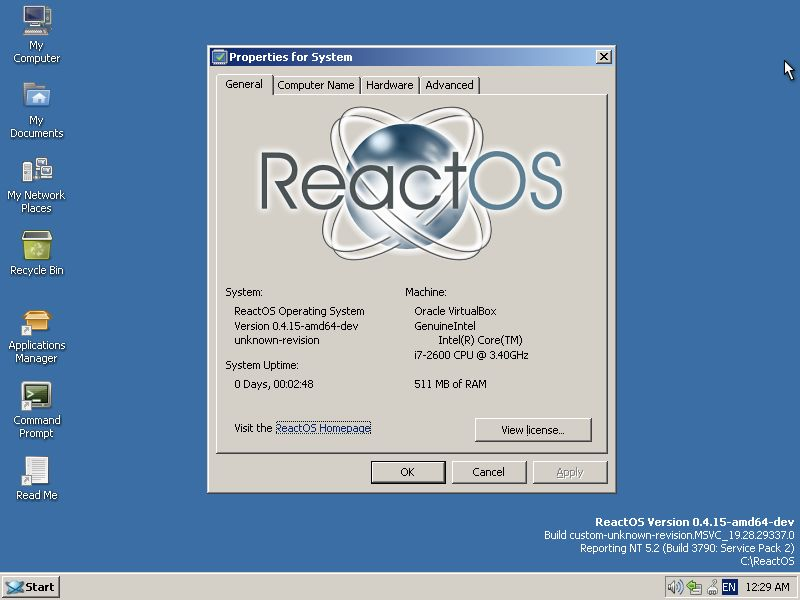 My
Computer
My
Documents
My Network
Places
Recycle Bin
Applications
Manager
Command
Prompt
Read Me
Properties for System
General
Computer Name
Hardware
Advanced
ReactOS
System:
ReactOS Operating System
Version 0.4.15-amd64-dev
unknown-revision
System Uptime:
0 Days, 00:02:48
Machine:
Oracle VirtualBox
GenuineIntel
Intel(R) Core(TM)
i7-2600 CPU @ 3.40GHz
511 MB of RAM
Visit the ReactOS Homepage
View license...
OK
Cancel
Apply
ReactOS Version 0.4.15-amd64-dev
Build custom-unknown-revision.MSVC_19.28.29337.0
Reporting NT 5.2 (Build 3790: Service Pack 2)
C:\ReactOS
Start
EN
12:29 AM